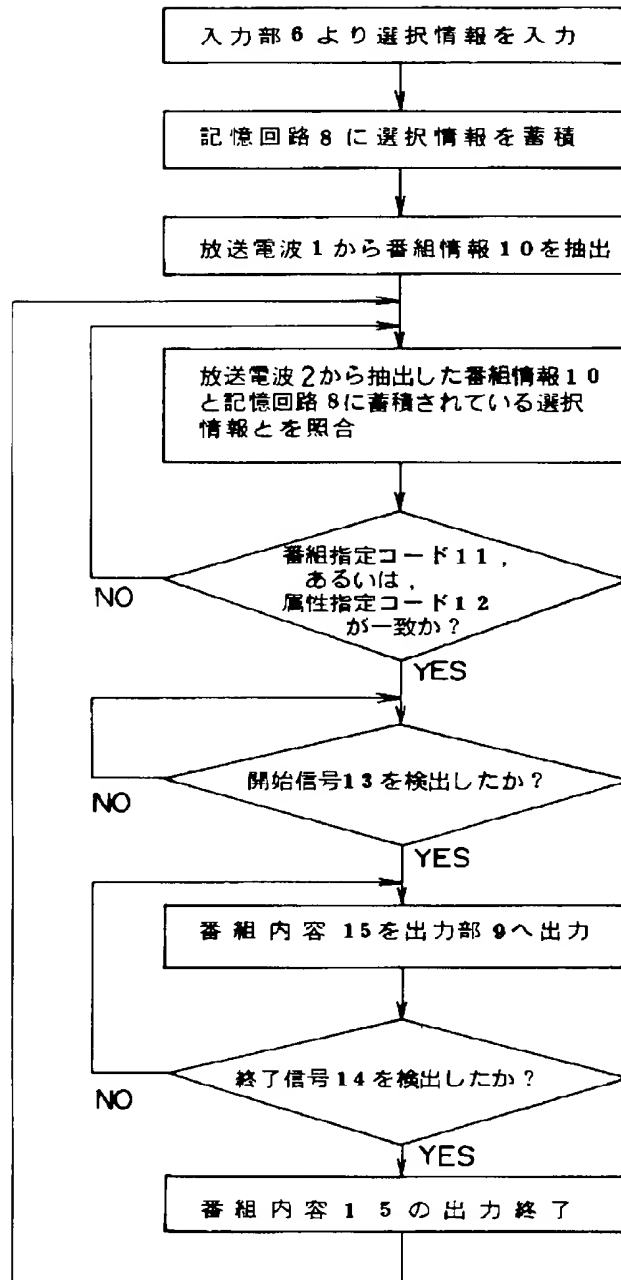 入力部6より選択情報を入力
記憶回路8に選択情報を蓄積
放送電波1から番組情報10を抽出
放送電波2から抽出した番組情報10
と記憶回路8に蓄積されている選択
情報とを照合
番組指定コード11,
あるいは,
属性指定コード12
が一致か?
NO
YES
開始信号13を検出したか?
NO
YES
番組内容15を出力部9へ出力
終了信号14を検出したか?
NO
YES
番組内容15の出力終了